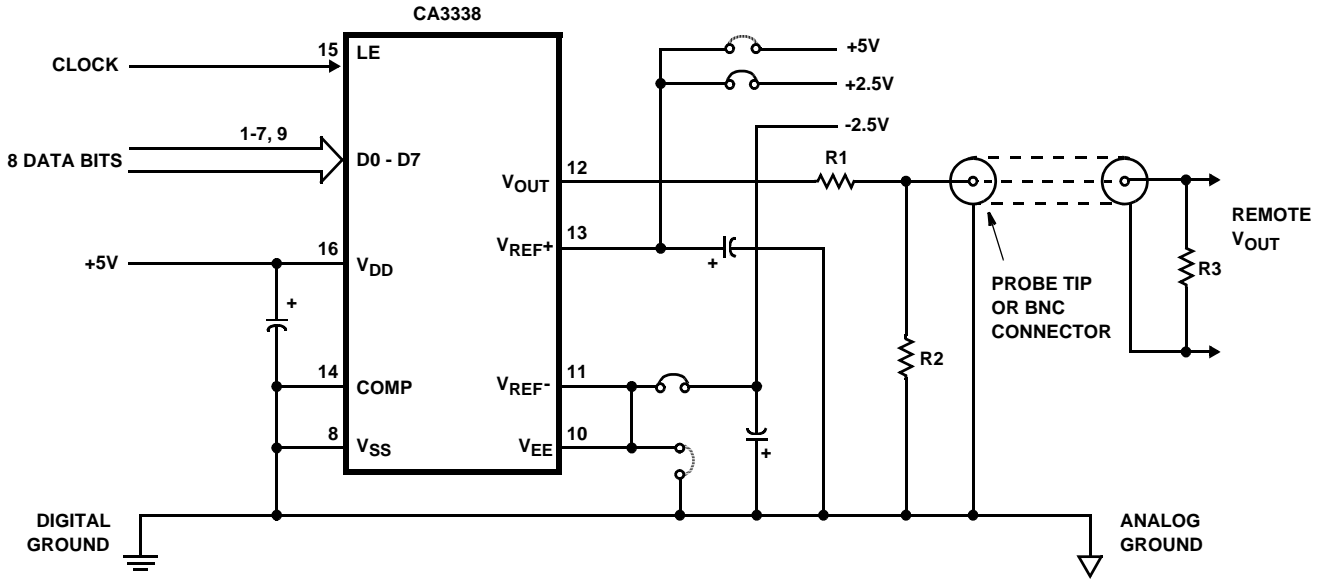 CA3338
CLOCK
15
LE
8 DATA BITS
1-7, 9
D0 - D7
+5V
16
VDD
14
COMP
8
VSS
12
VOUT
13
VREF+
11
VREF-
10
VEE
+5V
+2.5V
-2.5V
R1
+
+
+
R2
PROBE TIP
OR BNC
CONNECTOR
REMOTE
VOUT
R3
DIGITAL
GROUND
ANALOG
GROUND